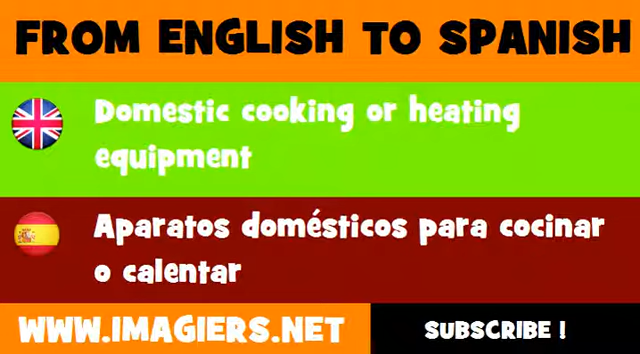 FROM ENGLISH TO SPANISH
Domestic cooking or heating
equipment
Aparatos domésticos para cocinar
o calentar
WWW.IMAGIERS.NET
SUBSCRIBE !